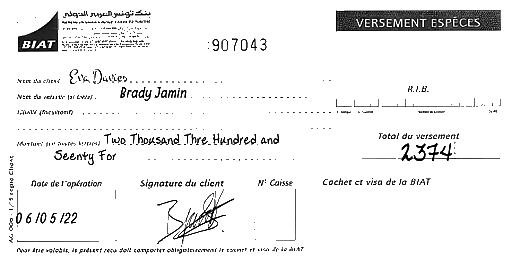 بنك تونس العربي الدولي
BIAT
VERSEMENT ESPÈCES
:907043
Nom du client Eva Davies
Nom du verseur (si tiers) Brady Jamin
R.I.B.
Libellé (facultatif)
Montant (en toutes lettres) Two Thousand Thre Hundred and
Seenty For
Total du versement
2374
Date de l'opération
Signature du client
N° Caisse
Cachet et visa de la BIAT
06/05/22
Pour être valable, le présent reçu doit comporter obligatoirement le cachet et visa de la BIAT